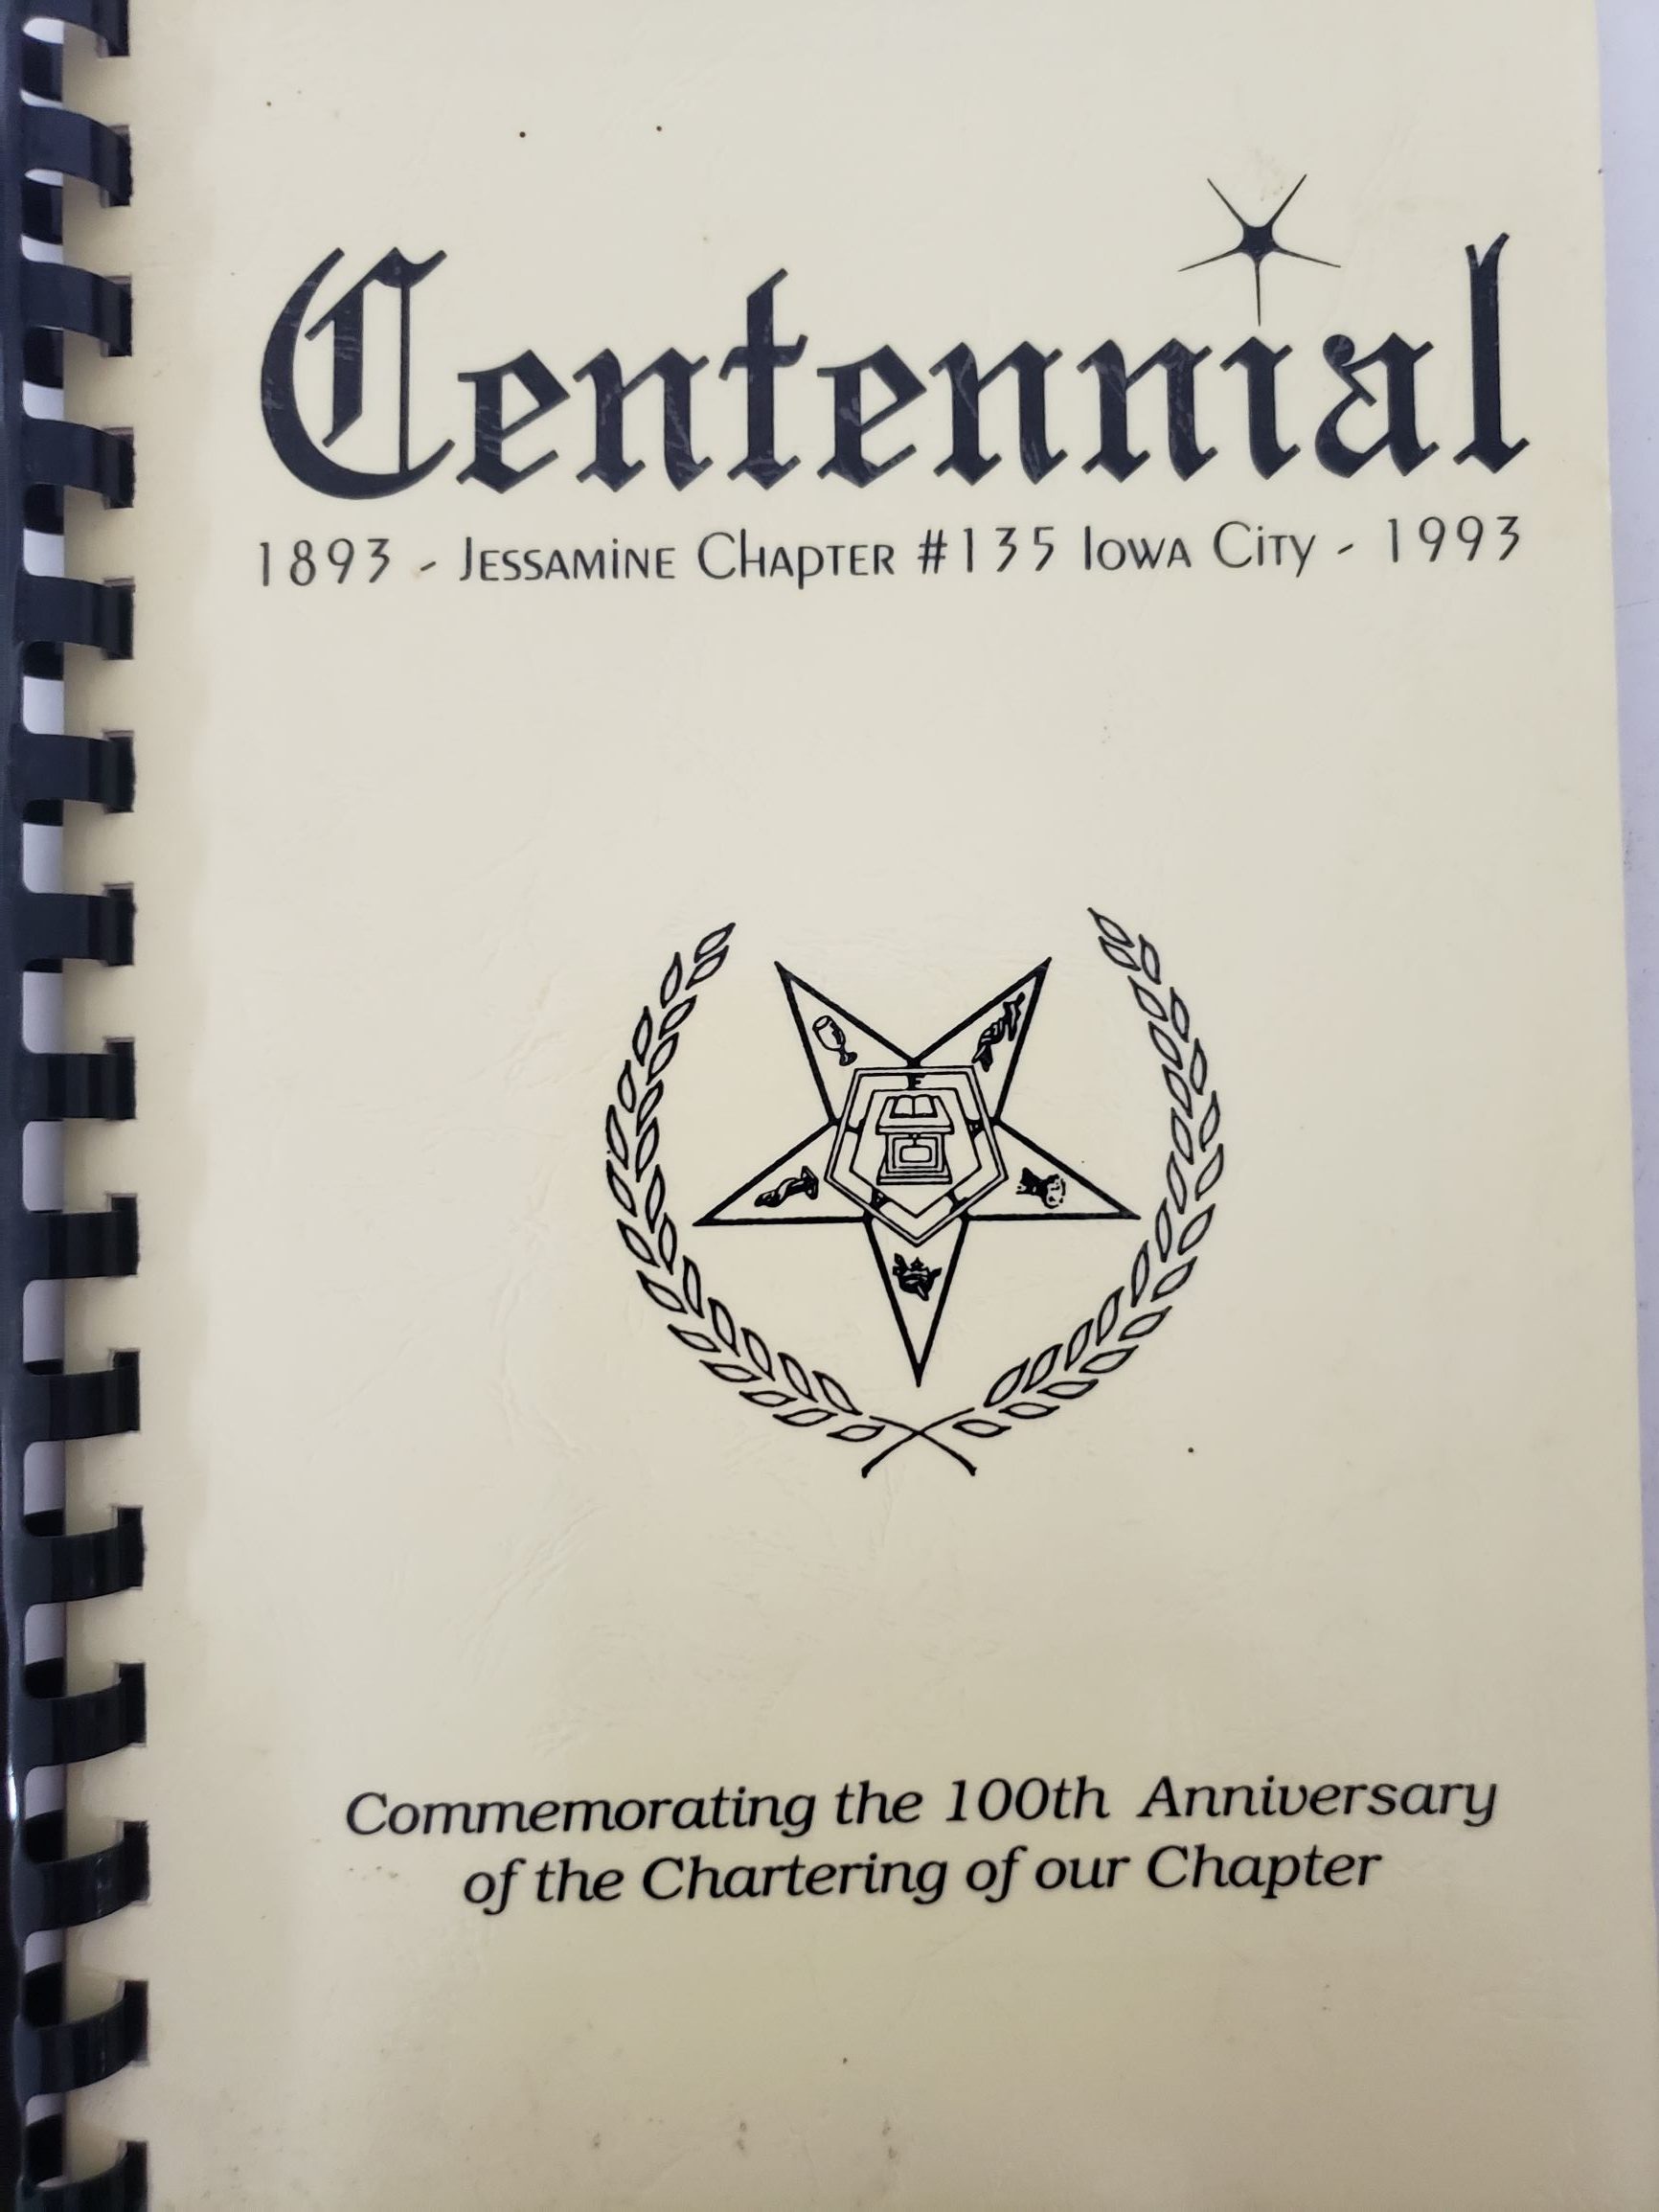 Centennial
1893 - Jessamine Chapter #135 Iowa City - 1993
F
Commemorating the 100th Anniversary
of the Chartering of our Chapter